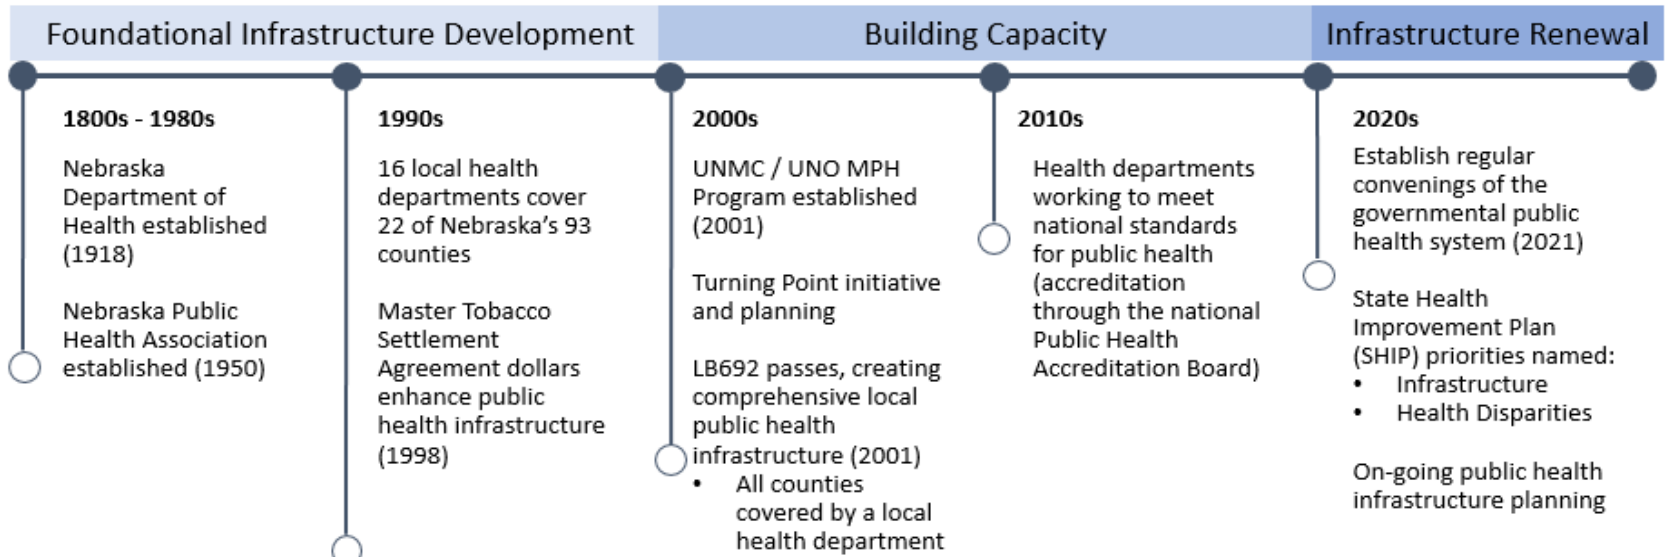 Foundational Infrastructure Development
Building Capacity
Infrastructure Renewal
1800s - 1980s
Nebraska
Department of
Health established
(1918)
Nebraska Public
Health Association
established (1950)
1990s
16 local health
departments cover
22 of Nebraska’s 93
counties
Master Tobacco
Settlement
Agreement dollars
enhance public
health infrastructure
(1998)
2000s
UNMC / UNO MPH
Program established
(2001)
Turning Point initiative
and planning
LB692 passes, creating
comprehensive local
public health
infrastructure (2001)
• All counties
covered by a local
health department
2010s
Health departments
working to meet
national standards
for public health
(accreditation
through the national
Public Health
Accreditation Board)
2020s
Establish regular
convenings of the
governmental public
health system (2021)
State Health
Improvement Plan
(SHIP) priorities named:
• Infrastructure
• Health Disparities
On-going public health
infrastructure planning